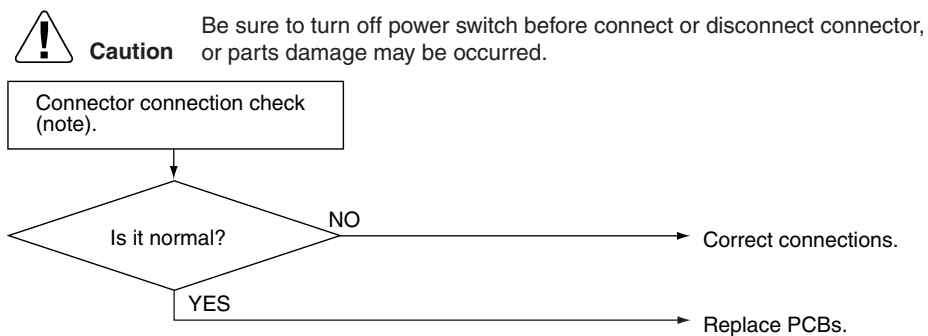 Be sure to turn off power switch before connect or disconnect connector,
Caution or parts damage may be occurred.
Connector connection check
(note).
NO
Is it normal?
Correct connections.
YES
Replace PCBs.